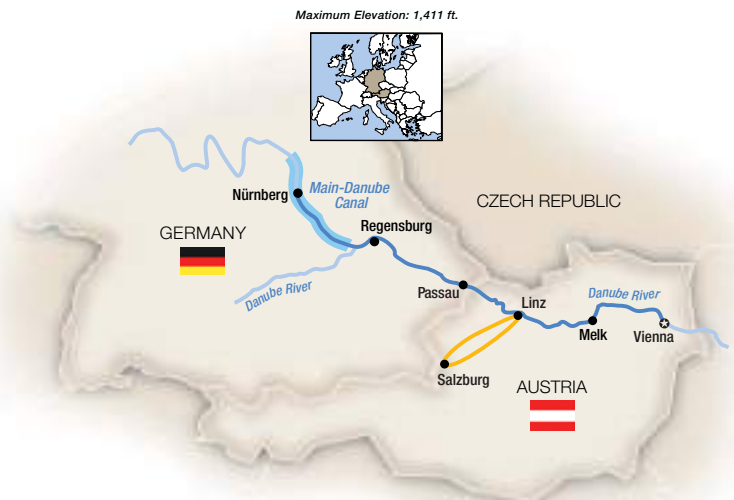 Maximum Elevation: 1,411 ft.
Nürnberg
Main-Danube
Canal
CZECH REPUBLIC
GERMANY
Regensburg
Danube River
Passau
Linz
Danube River
Melk
Vienna
Salzburg
AUSTRIA